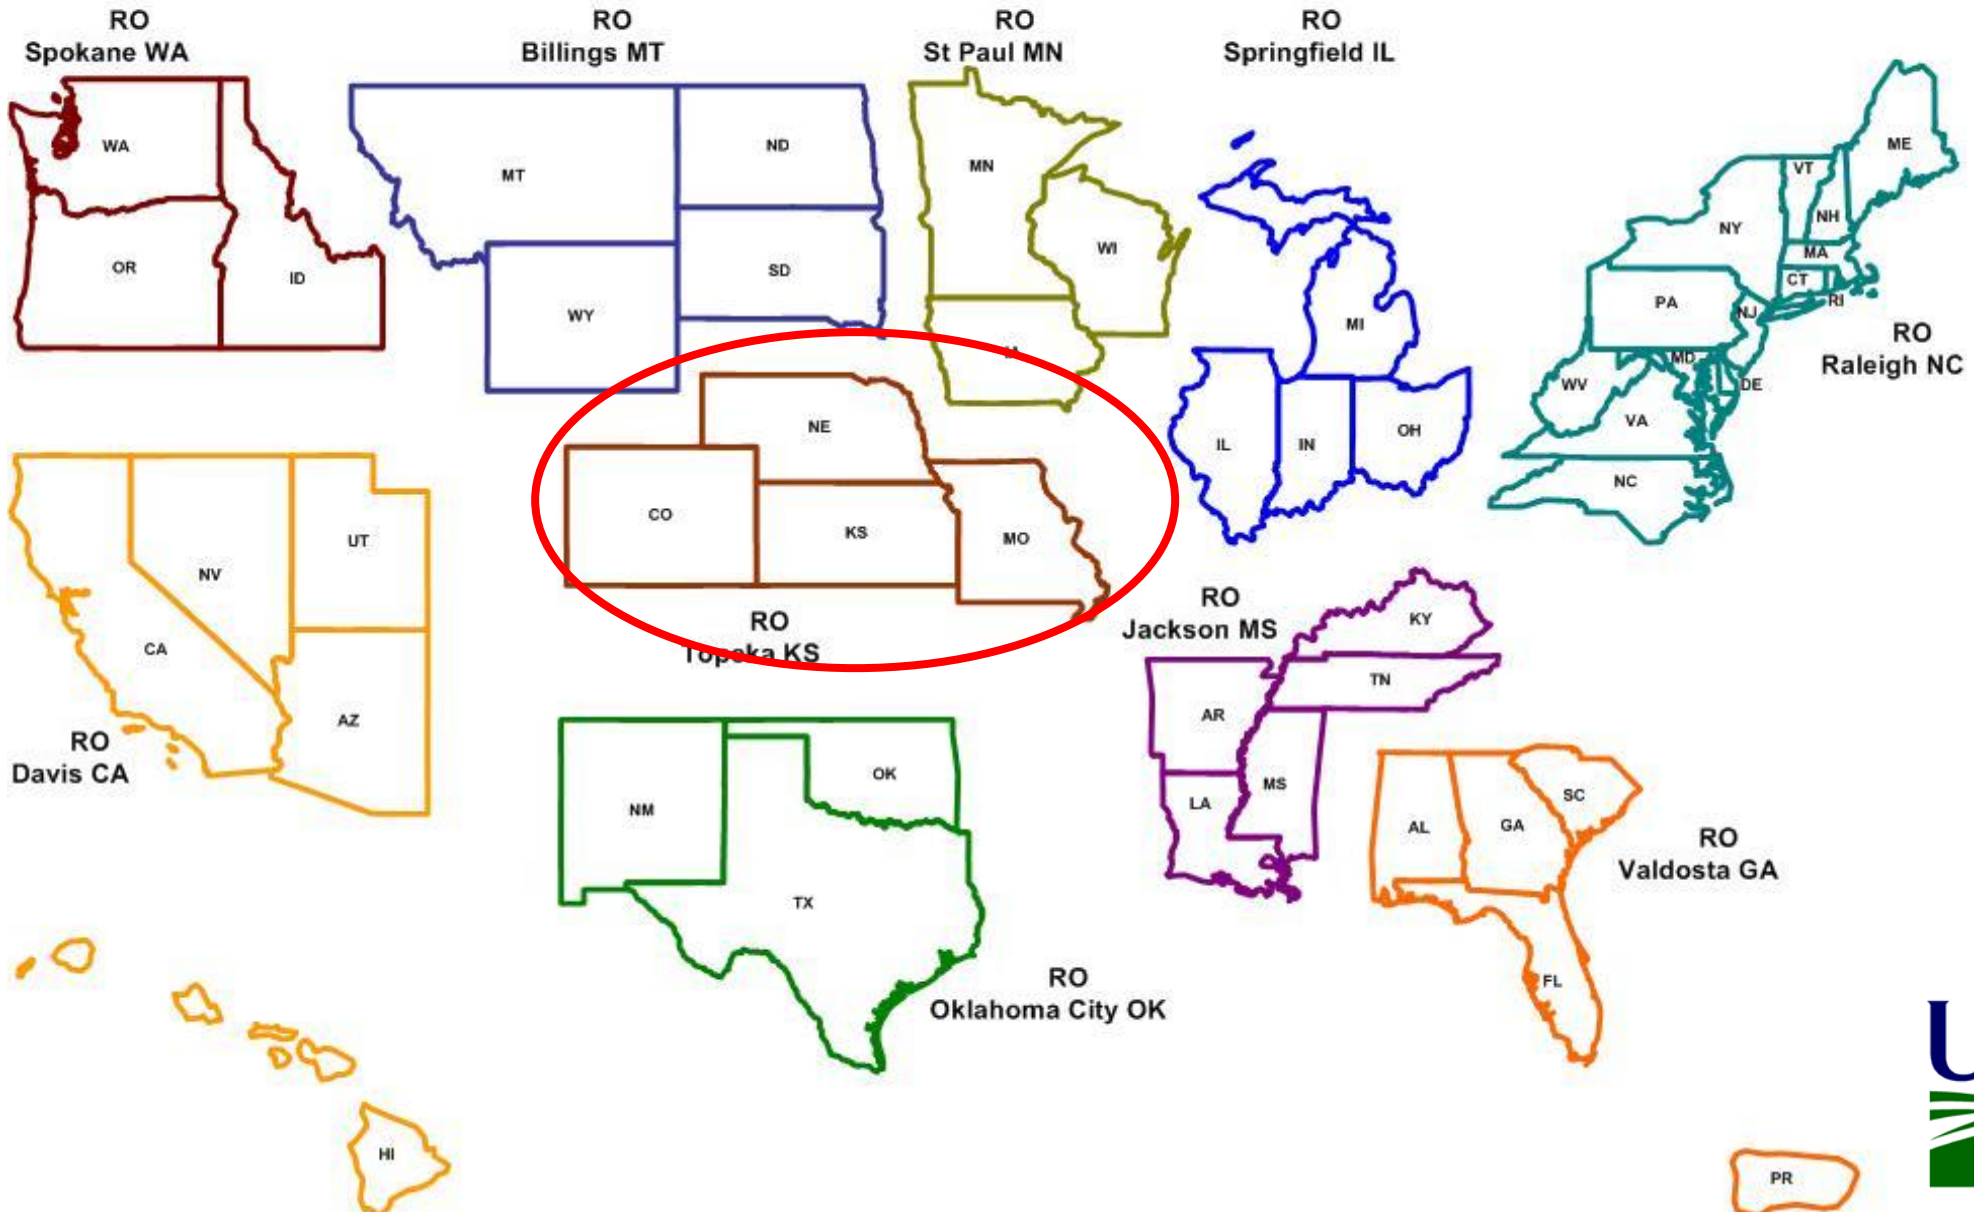 RO
Spokane WA
WA
OR
ID
RO
Billings MT
MT
ND
SD
WY
RO
St Paul MN
MN
WI
IA
RO
Springfield IL
MI
IL
IN
OH
ME
VT
NH
NY
MA
CT
RI
PA
NJ
MD
DE
WV
VA
NC
RO
Raleigh NC
NE
CO
KS
MO
RO
Topeka KS
UT
NV
CA
AZ
RO
Davis CA
RO
Jackson MS
KY
TN
AR
MS
LA
OK
NM
TX
RO
Oklahoma City OK
SC
AL
GA
FL
RO
Valdosta GA
HI
PR
U